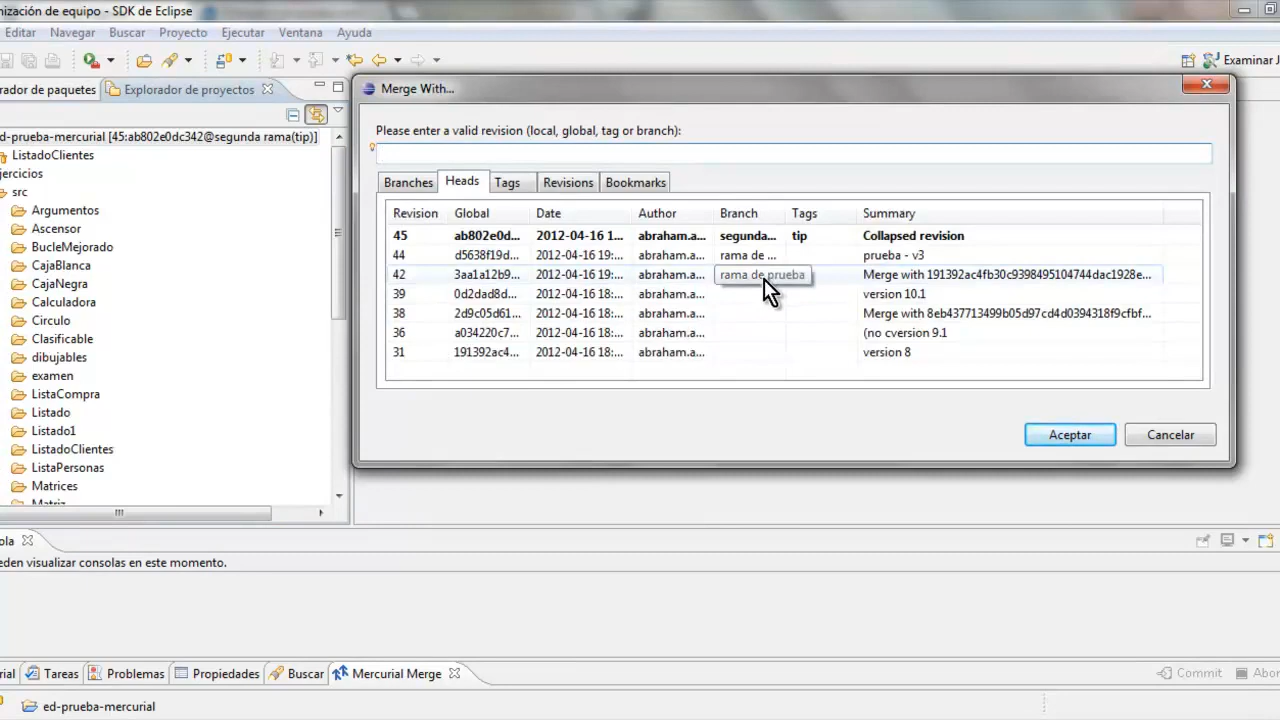 nización de equipo - SDK de Eclipse
Editar Navegar Buscar Proyecto Ejecutar Ventana Ayuda
Examinar J
rador de paquetes Explorador de proyectos
ed-prueba-mercurial [45:ab802e0dc342@segunda rama(tip)]
ListadoClientes
jercicios
src
Argumentos
Ascensor
BucleMejorado
CajaBlanca
CajaNegra
Calculadora
Circulo
Clasificable
dibujables
examen
ListaCompra
Listado
Listado1
ListadoClientes
ListaPersonas
Matrices
Matriz
Merge With...
Please enter a valid revision (local, global, tag or branch):
Branches Heads Tags Revisions Bookmarks
Revision Global Date Author Branch Tags Summary
45 ab802e0d... 2012-04-16 1... abraham.a... segunda... tip Collapsed revision
44 d5638f19d... 2012-04-16 19:... abraham.a... rama de ... prueba - v3
42 3aa1a12b9... 2012-04-16 19:... abraham.a... rama de prueba Merge with 191392ac4fb30c9398495104744dac1928e...
39 0d2dad8d... 2012-04-16 18:... abraham.a... version 10.1
38 2d9c05d61... 2012-04-16 18:... abraham.a... Merge with 8eb437713499b05d97cd4d0394318f9cfbf...
36 a034220c7... 2012-04-16 18:... abraham.a... (no cversion 9.1
31 191392ac4... 2012-04-16 18:... abraham.a... version 8
Aceptar Cancelar
ola
eden visualizar consolas en este momento.
rial Tareas Problemas Propiedades Buscar Mercurial Merge Commit Abor
ed-prueba-mercurial